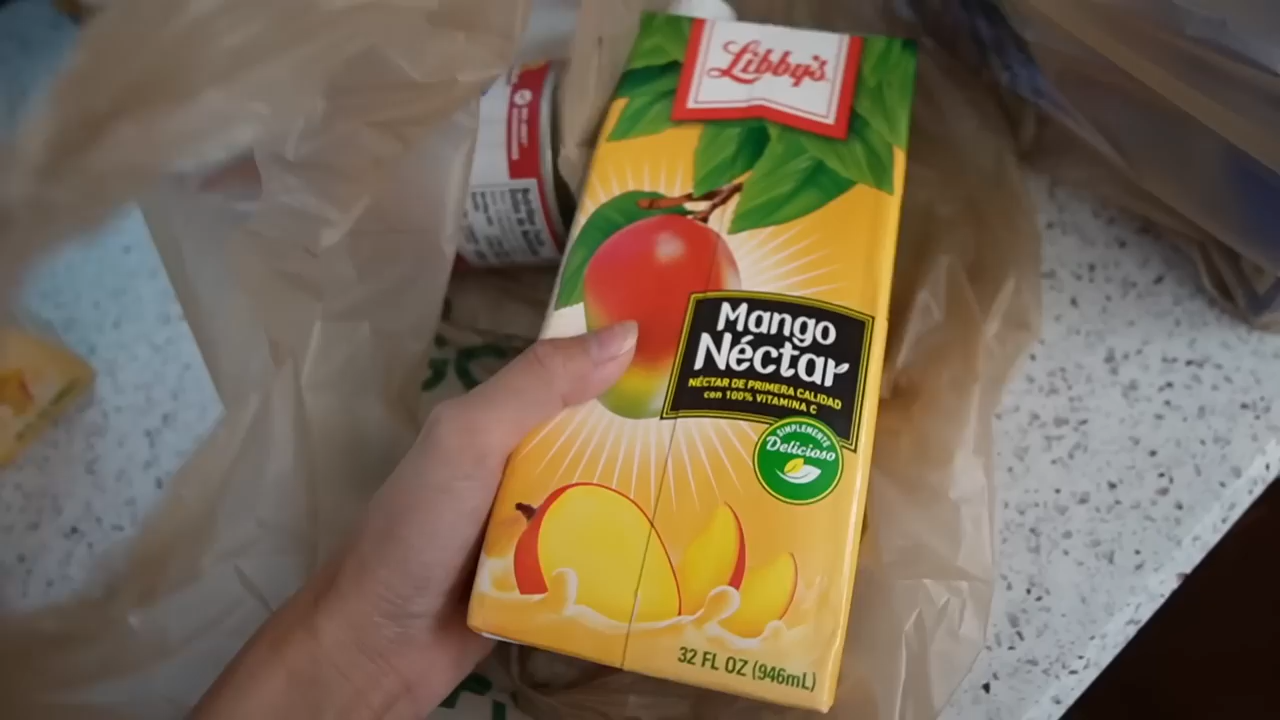 Libby's
Mango
Néctar
NÉCTAR DE PRIMERA CALIDAD
con 100% VITAMINA C
SIMPLEMENTE
Delicioso
32 FL OZ (946mL)